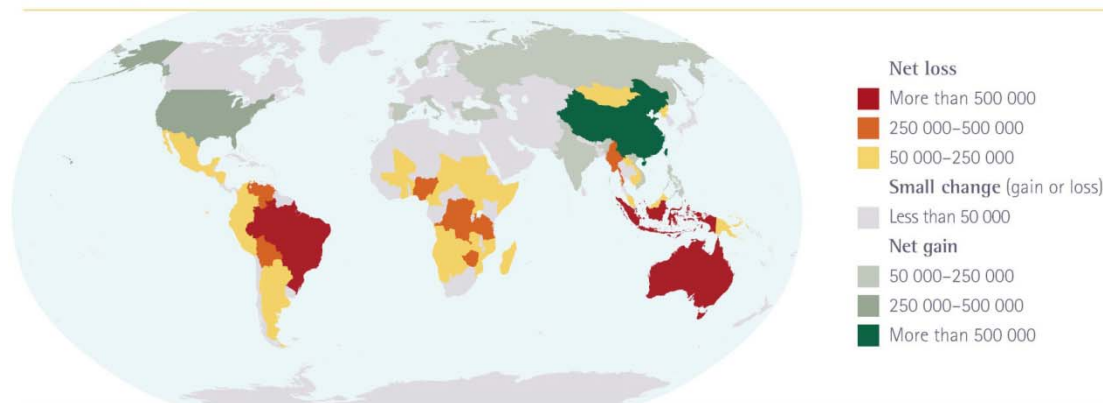 Net loss
More than 500 000
250 000–500 000
50 000–250 000
Small change (gain or loss)
Less than 50 000
Net gain
50 000–250 000
250 000–500 000
More than 500 000